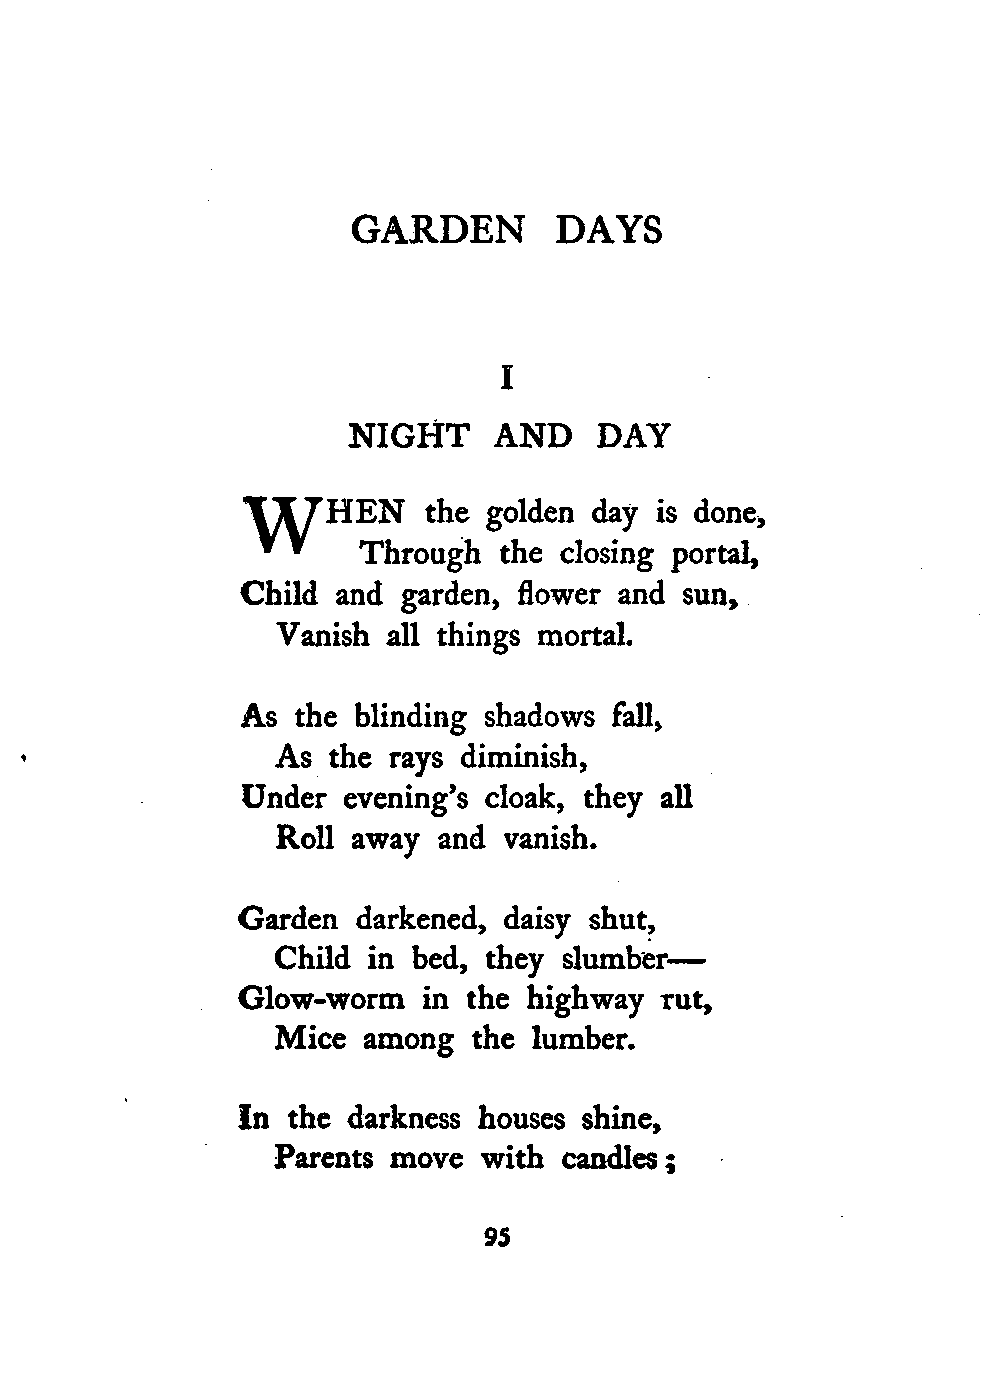 GARDEN DAYS
I
NIGHT AND DAY
WHEN the golden day is done,
Through the closing portal,
Child and garden, flower and sun,
Vanish all things mortal.
As the blinding shadows fall,
As the rays diminish,
Under evening's cloak, they all
Roll away and vanish.
Garden darkened, daisy shut,
Child in bed, they slumber—
Glow-worm in the highway rut,
Mice among the lumber.
In the darkness houses shine,
Parents move with candles;
95